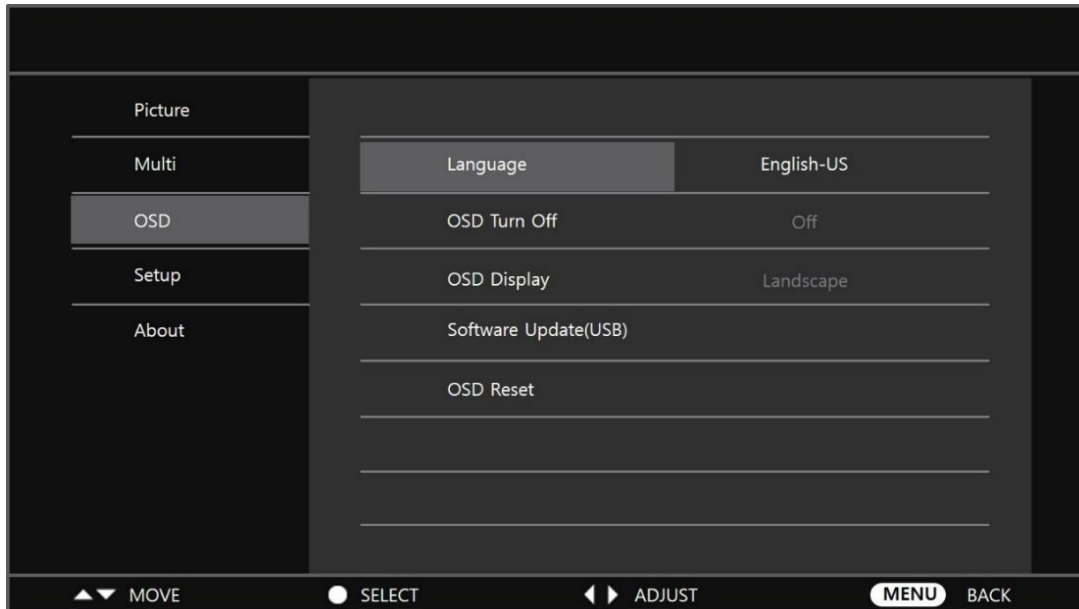 Picture
Multi
OSD
Setup
About
Language English-US
OSD Turn Off Off
OSD Display Landscape
Software Update(USB)
OSD Reset
MOVE SELECT ADJUST MENU BACK